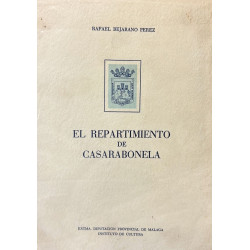 RAFAEL BEJARANO PEREZ
EL REPARTIMIENTO
DE
CASARABONELA
EXCMA. DIPUTACION PROVINCIAL DE MALAGA
INSTITUTO DE CULTURA